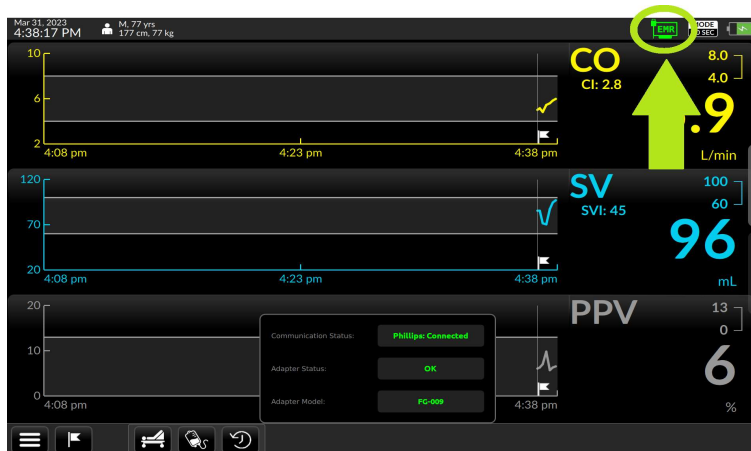 Mar 31, 2023
4:38:17 PM
M, 77 yrs
177 cm, 77 kg
EMR
MODE
SEC
10
6
2
4:08 pm
4:23 pm
4:38 pm
CO
CI: 2.8
8.0
4.0
.9
L/min
120
70
20
4:08 pm
4:23 pm
4:38 pm
SV
SVI: 45
100
60
96
mL
20
10
0
4:08 pm
4:38 pm
PPV
13
0
6
%
Communication Status:
Phillips: Connected
Adapter Status:
OK
Adapter Model:
FG-009